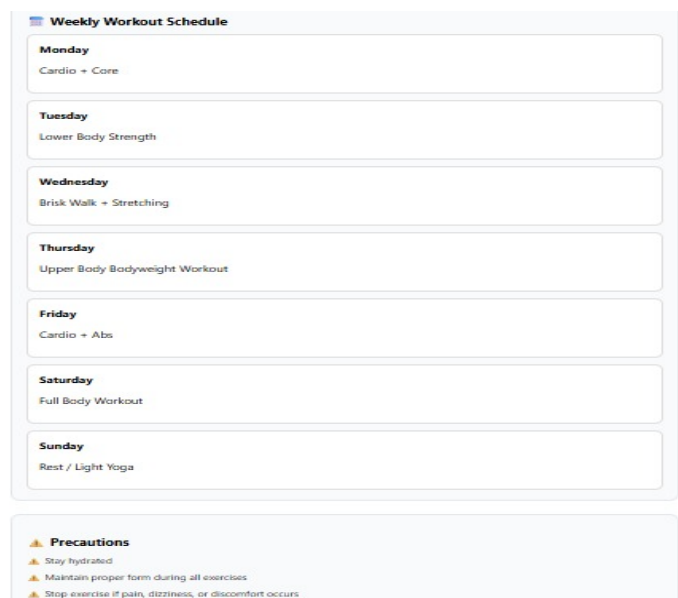 Weekly Workout Schedule
Monday
Cardio + Core
Tuesday
Lower Body Strength
Wednesday
Brisk Walk + Stretching
Thursday
Upper Body Bodyweight Workout
Friday
Cardio + Abs
Saturday
Full Body Workout
Sunday
Rest / Light Yoga
Precautions
Stay hydrated
Maintain proper form during all exercises
Stop exercise if pain, dizziness, or discomfort occurs